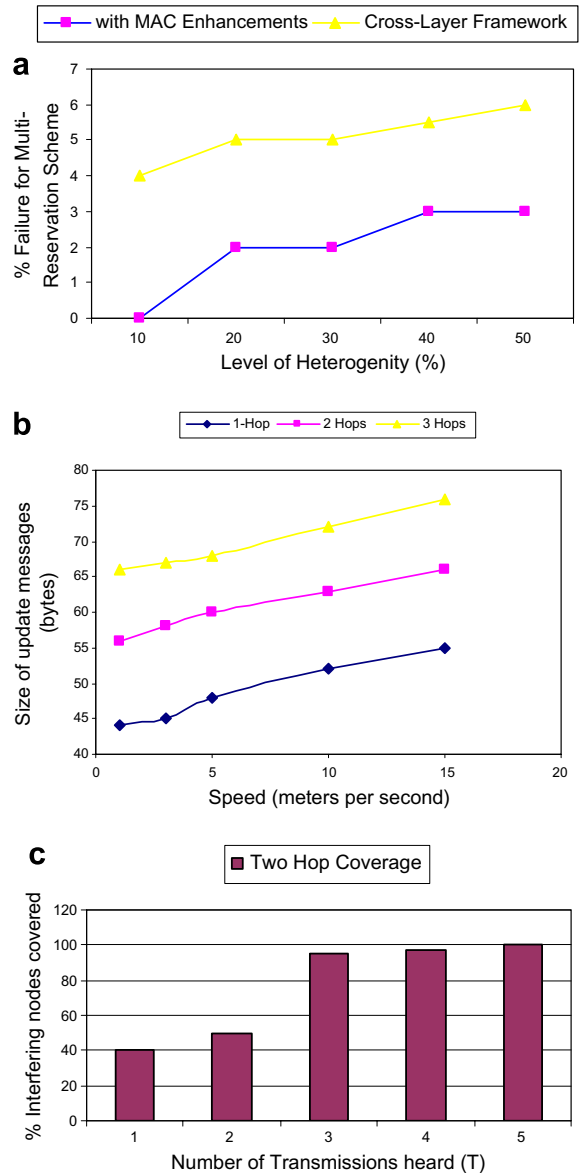 with MAC Enhancements Cross-Layer Framework
a
% Failure for Multi-
Reservation Scheme
7
6
5
4
3
2
1
0
10 20 30 40 50
Level of Heterogenity (%)
b
1-Hop 2 Hops 3 Hops
Size of update messages
(bytes)
80
75
70
65
60
55
50
45
40
0 5 10 15 20
Speed (meters per second)
c
Two Hop Coverage
% Interfering nodes covered
120
100
80
60
40
20
0
1 2 3 4 5
Number of Transmissions heard (T)